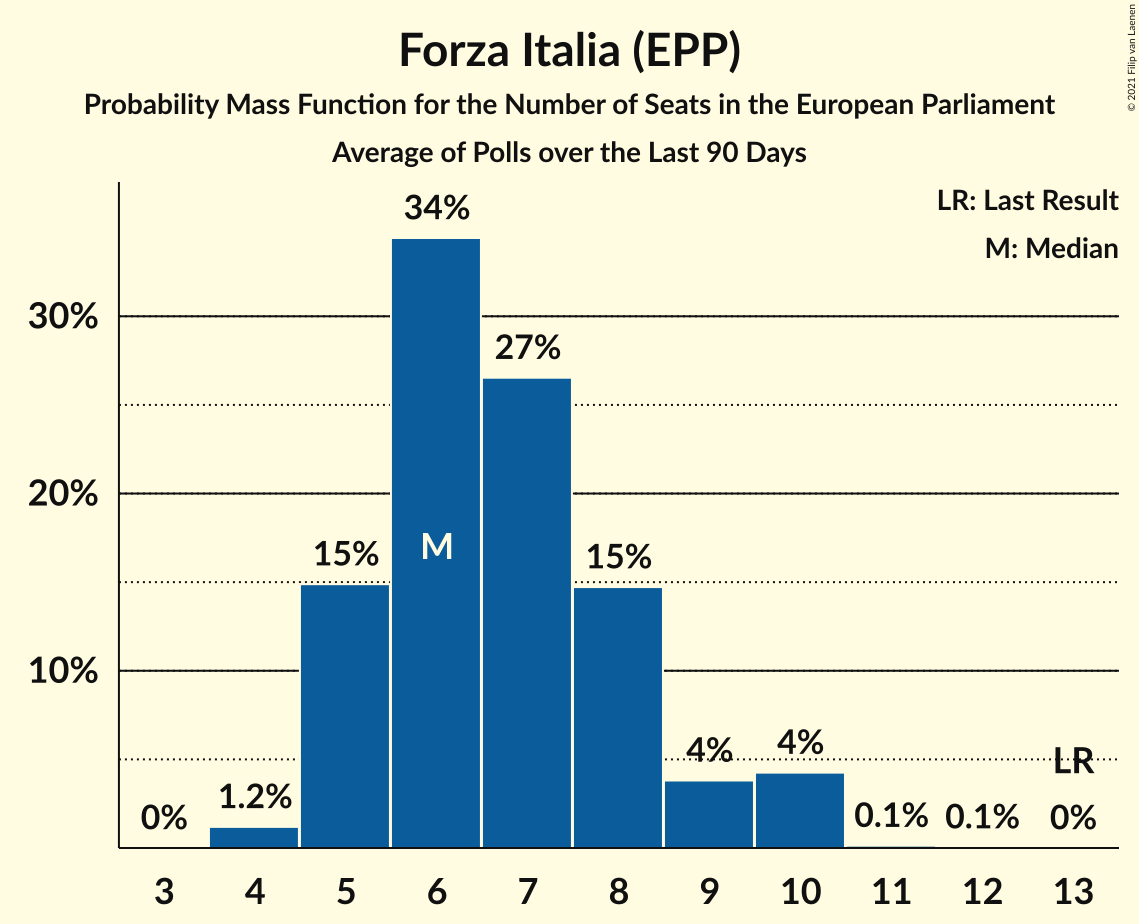 Forza Italia (EPP)
Probability Mass Function for the Number of Seats in the European Parliament
Average of Polls over the Last 90 Days
© 2021 Filip van Laenen
LR: Last Result
M: Median
34%
30%
27%
20%
15%
M
15%
10%
4%
4%
LR
0%
1.2%
0.1%
0.1%
0%
3 4 5 6 7 8 9 10 11 12 13